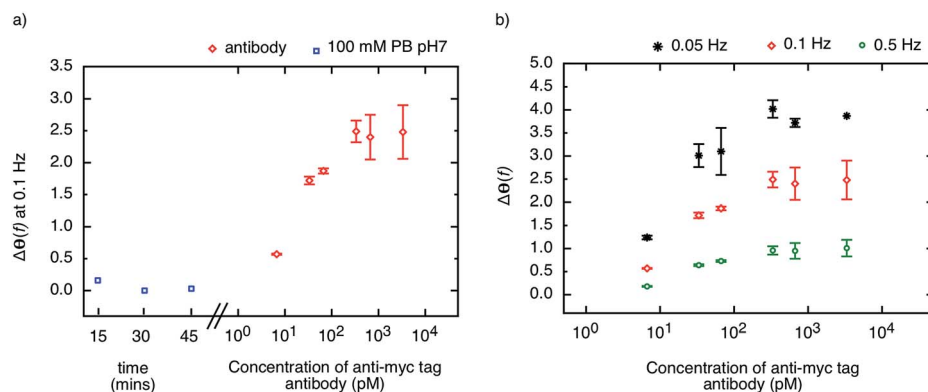 a)
antibody 100 mM PB pH7
Δθ(f) at 0.1 Hz
3.5
3.0
2.5
2.0
1.5
1.0
0.5
0.0
15 30 45 10⁰ 10¹ 10² 10³ 10⁴
time
(mins)
Concentration of anti-myc tag
antibody (pM)
b)
0.05 Hz 0.1 Hz 0.5 Hz
Δθ(f)
5.0
4.5
4.0
3.5
3.0
2.5
2.0
1.5
1.0
0.5
0.0
10⁰ 10¹ 10² 10³ 10⁴
Concentration of anti-myc tag
antibody (pM)